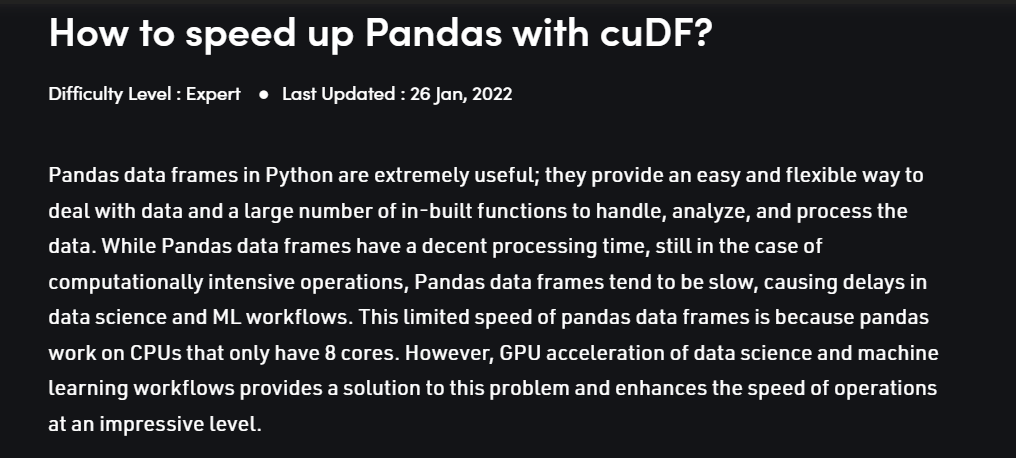 How to speed up Pandas with cuDF?
Difficulty Level : Expert ● Last Updated : 26 Jan, 2022
Pandas data frames in Python are extremely useful; they provide an easy and flexible way to
deal with data and a large number of in-built functions to handle, analyze, and process the
data. While Pandas data frames have a decent processing time, still in the case of
computationally intensive operations, Pandas data frames tend to be slow, causing delays in
data science and ML workflows. This limited speed of pandas data frames is because pandas
work on CPUs that only have 8 cores. However, GPU acceleration of data science and machine
learning workflows provides a solution to this problem and enhances the speed of operations
at an impressive level.